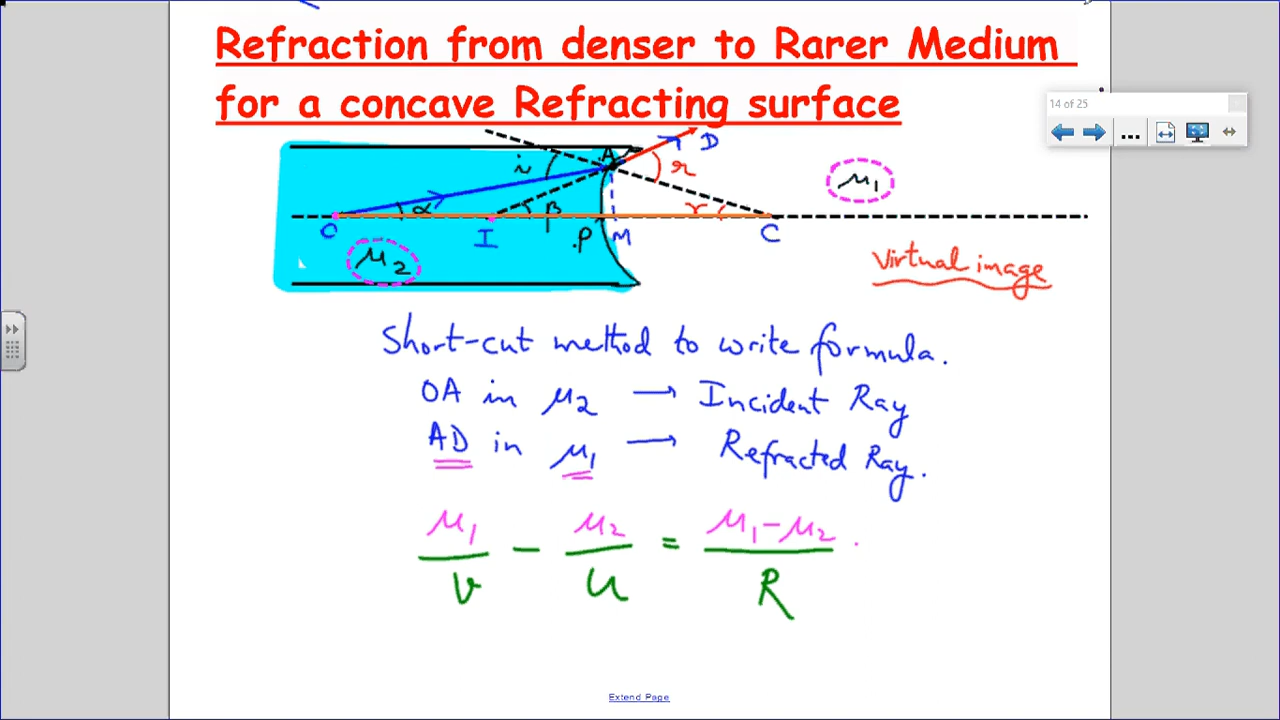 Refraction from denser to Rarer Medium
for a concave Refracting surface
14 of 25
A
D
i
r
μ1
α
β
γ
O
I
P
M
C
μ2
Virtual image
Short-cut method to write formula.
OA in μ2 → Incident Ray
AD in μ1 → Refracted Ray.
μ1/v - μ2/u = μ1-μ2/R
Extend Page